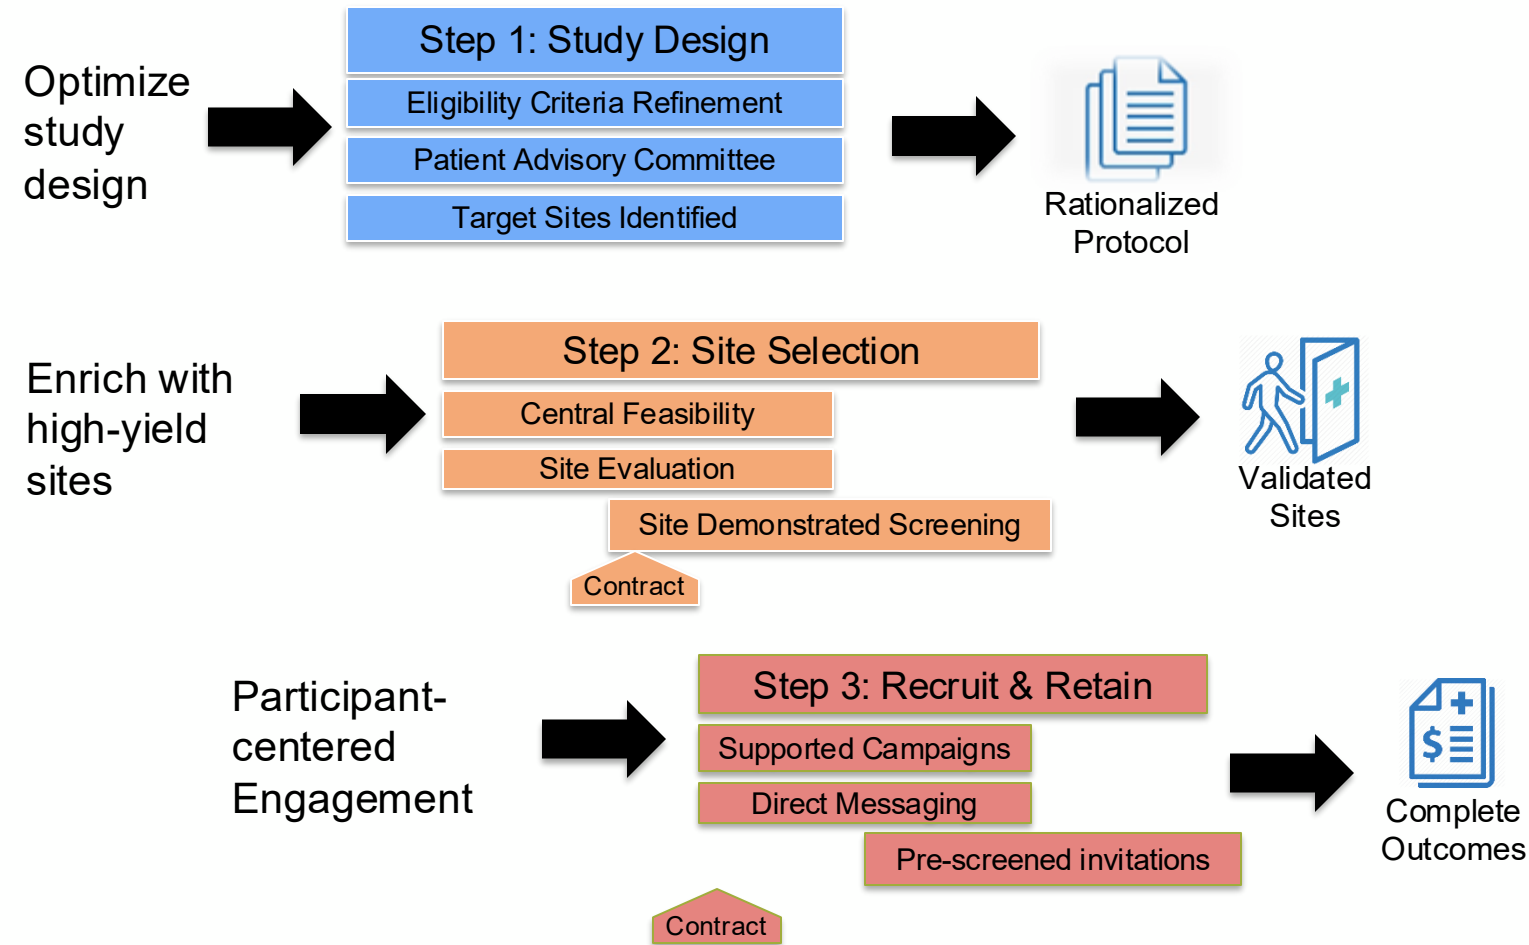 Optimize
study
design
Step 1: Study Design
Eligibility Criteria Refinement
Patient Advisory Committee
Target Sites Identified
Rationalized
Protocol
Enrich with
high-yield
sites
Step 2: Site Selection
Central Feasibility
Site Evaluation
Site Demonstrated Screening
Contract
Validated
Sites
Participant-
centered
Engagement
Step 3: Recruit & Retain
Supported Campaigns
Direct Messaging
Pre-screened invitations
Contract
$
Complete
Outcomes